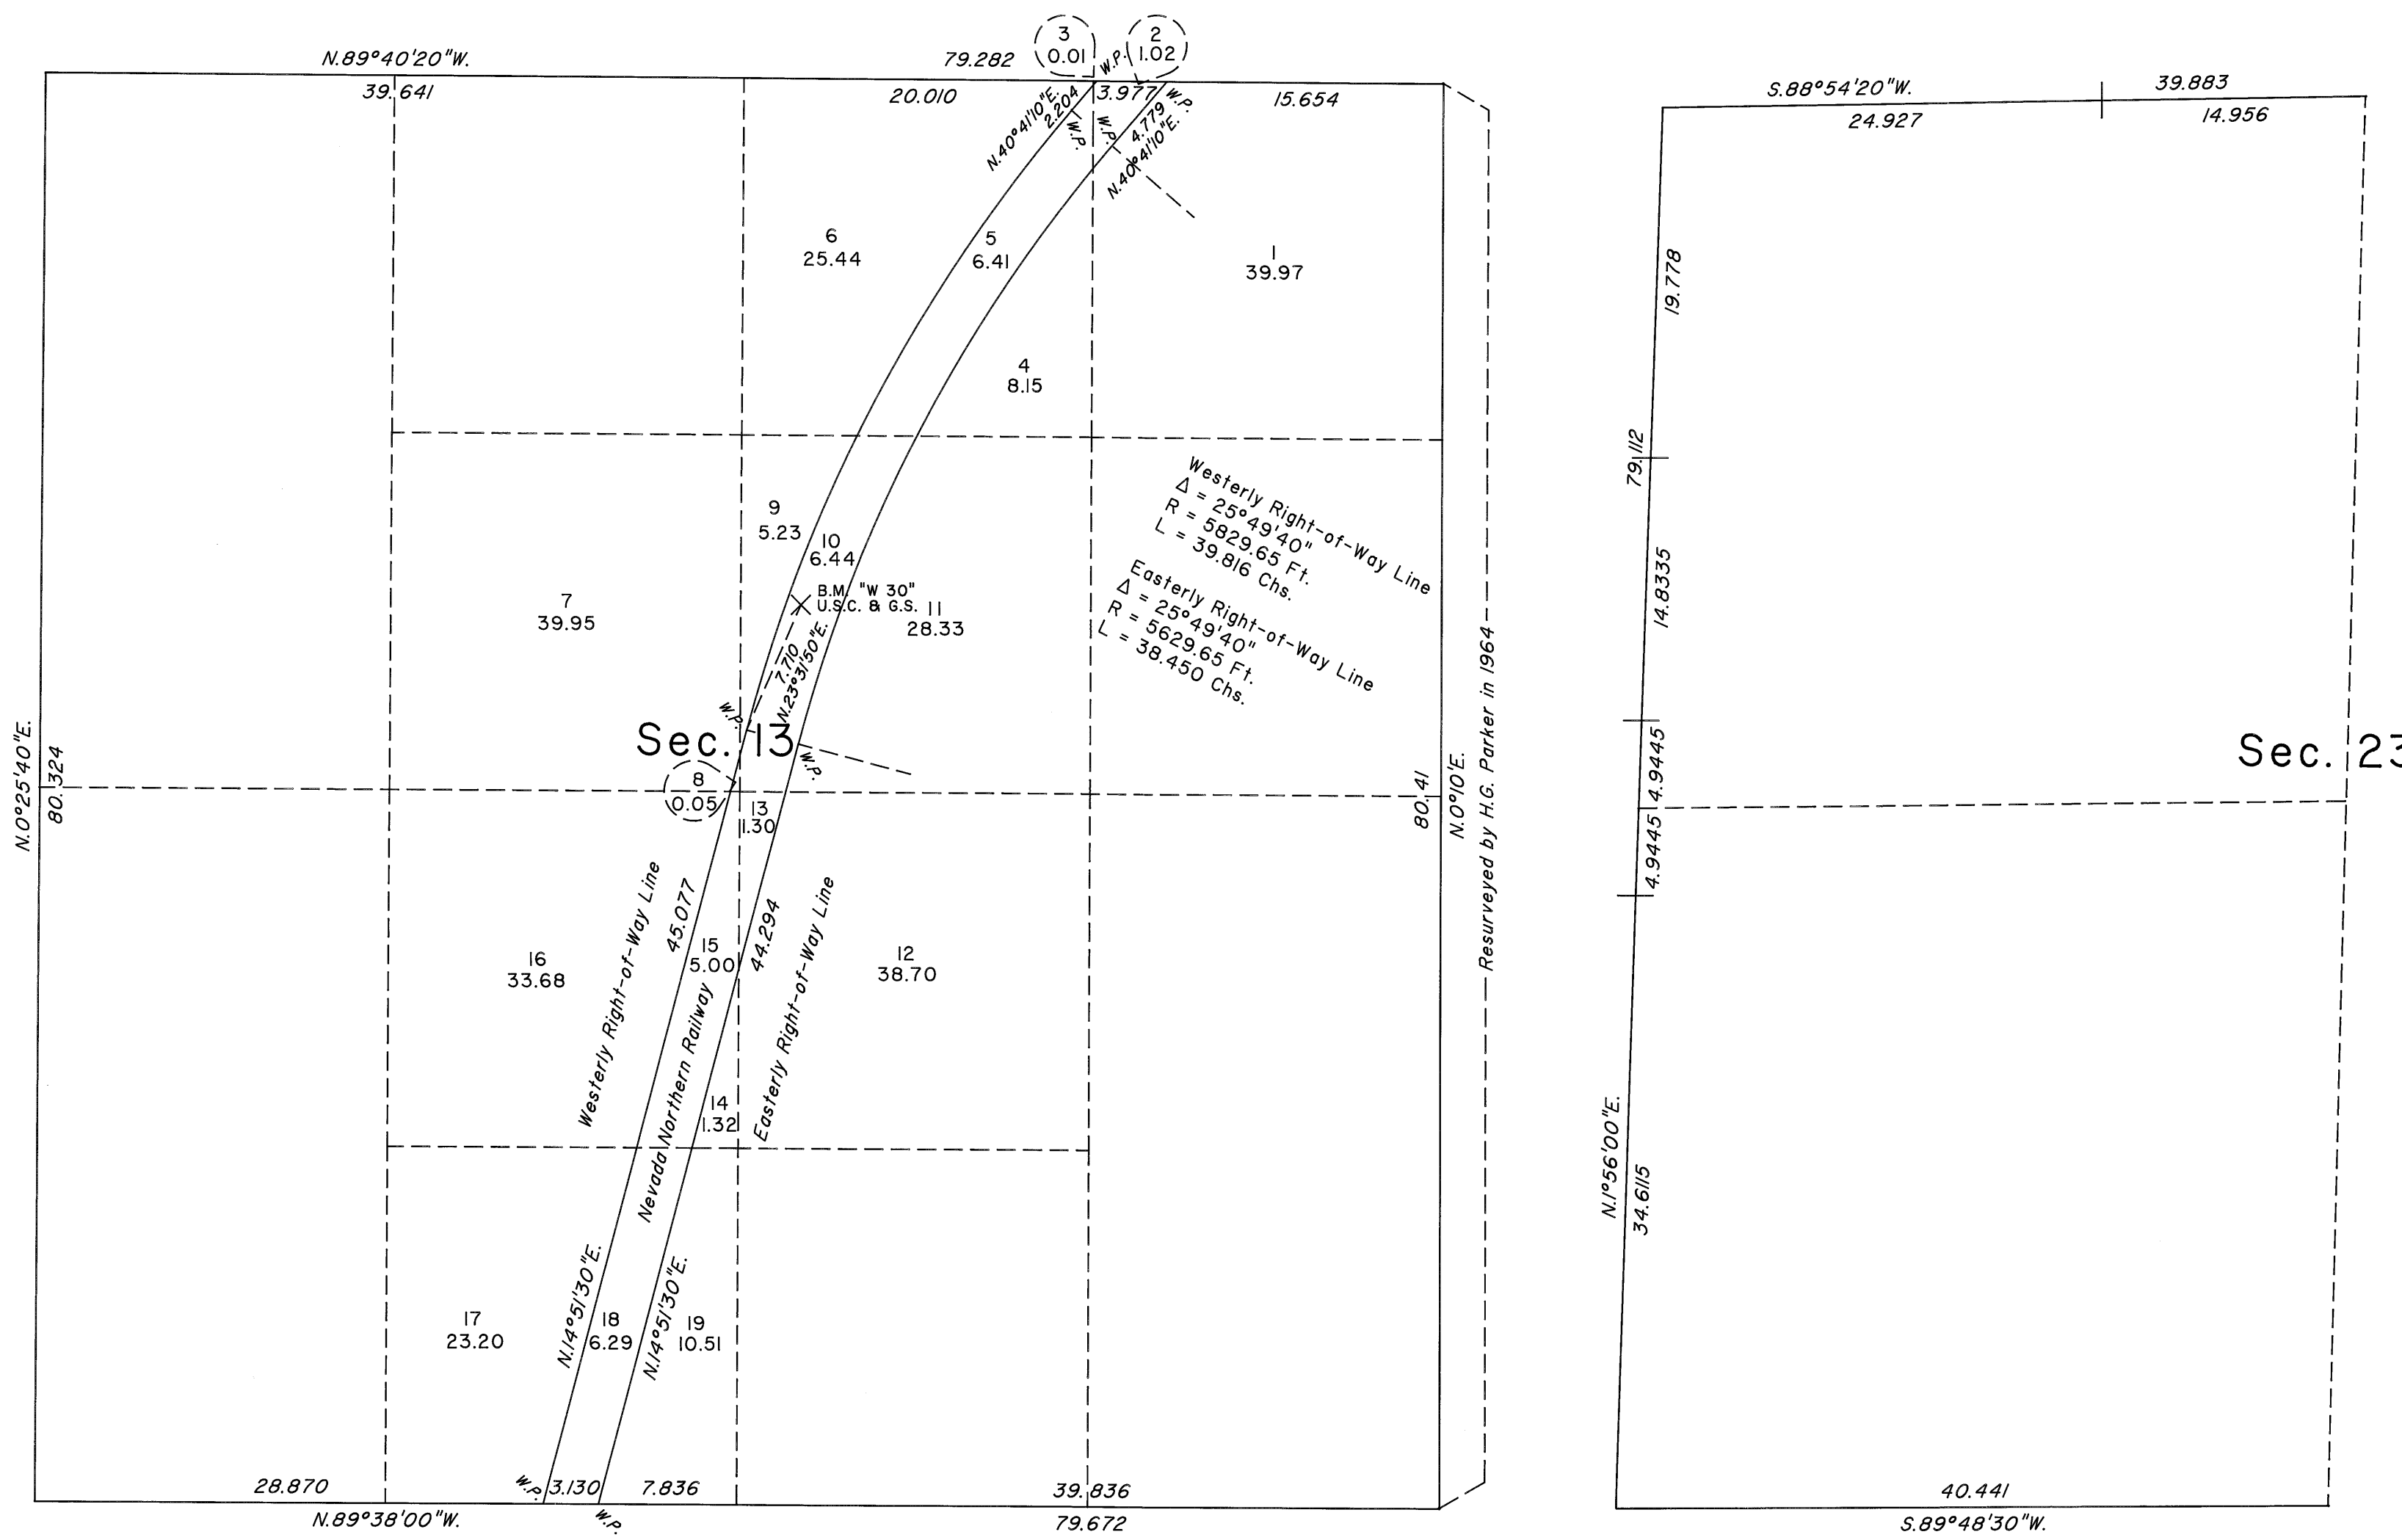 3
0.01
2
1.02
N.89°40'20"W.
79.282
W.P.
39.641
20.010
3.977
W.P.
15.654
N.40°41'10"E.
2.204
W.P.
W.P.
4.779
N.40°41'10"E.
6
25.44
5
6.41
1
39.97
4
8.15
9
5.23
10
6.44
B.M. "W 30"
U.S.C. & G.S.
11
28.33
7
39.95
7.710
N.23°31'50"E.
W.P.
Sec. 13
W.P.
Westerly Right-of-Way Line
Δ = 25°49'40"
R = 5829.65 Ft.
L = 39.816 Chs.
Easterly Right-of-Way Line
Δ = 25°49'40"
R = 5629.65 Ft.
L = 38.450 Chs.
N.0°25'40"E.
80.324
8
0.05
13
1.30
80.41
N.0°10'E.
Resurveyed by H.G. Parker in 1964
Westerly Right-of-Way Line
45.077
44.294
Easterly Right-of-Way Line
16
33.68
15
5.00
12
38.70
Nevada Northern Railway
14
1.32
N.14°51'30"E.
N.14°51'30"E.
17
23.20
18
6.29
19
10.51
28.870
W.P.
3.130
7.836
39.836
N.89°38'00"W.
W.P.
79.672
S.88°54'20"W.
39.883
24.927
14.956
19.778
79.112
14.8335
4.9445
Sec. 23
4.9445
N.1°56'00"E.
34.6115
40.441
S.89°48'30"W.